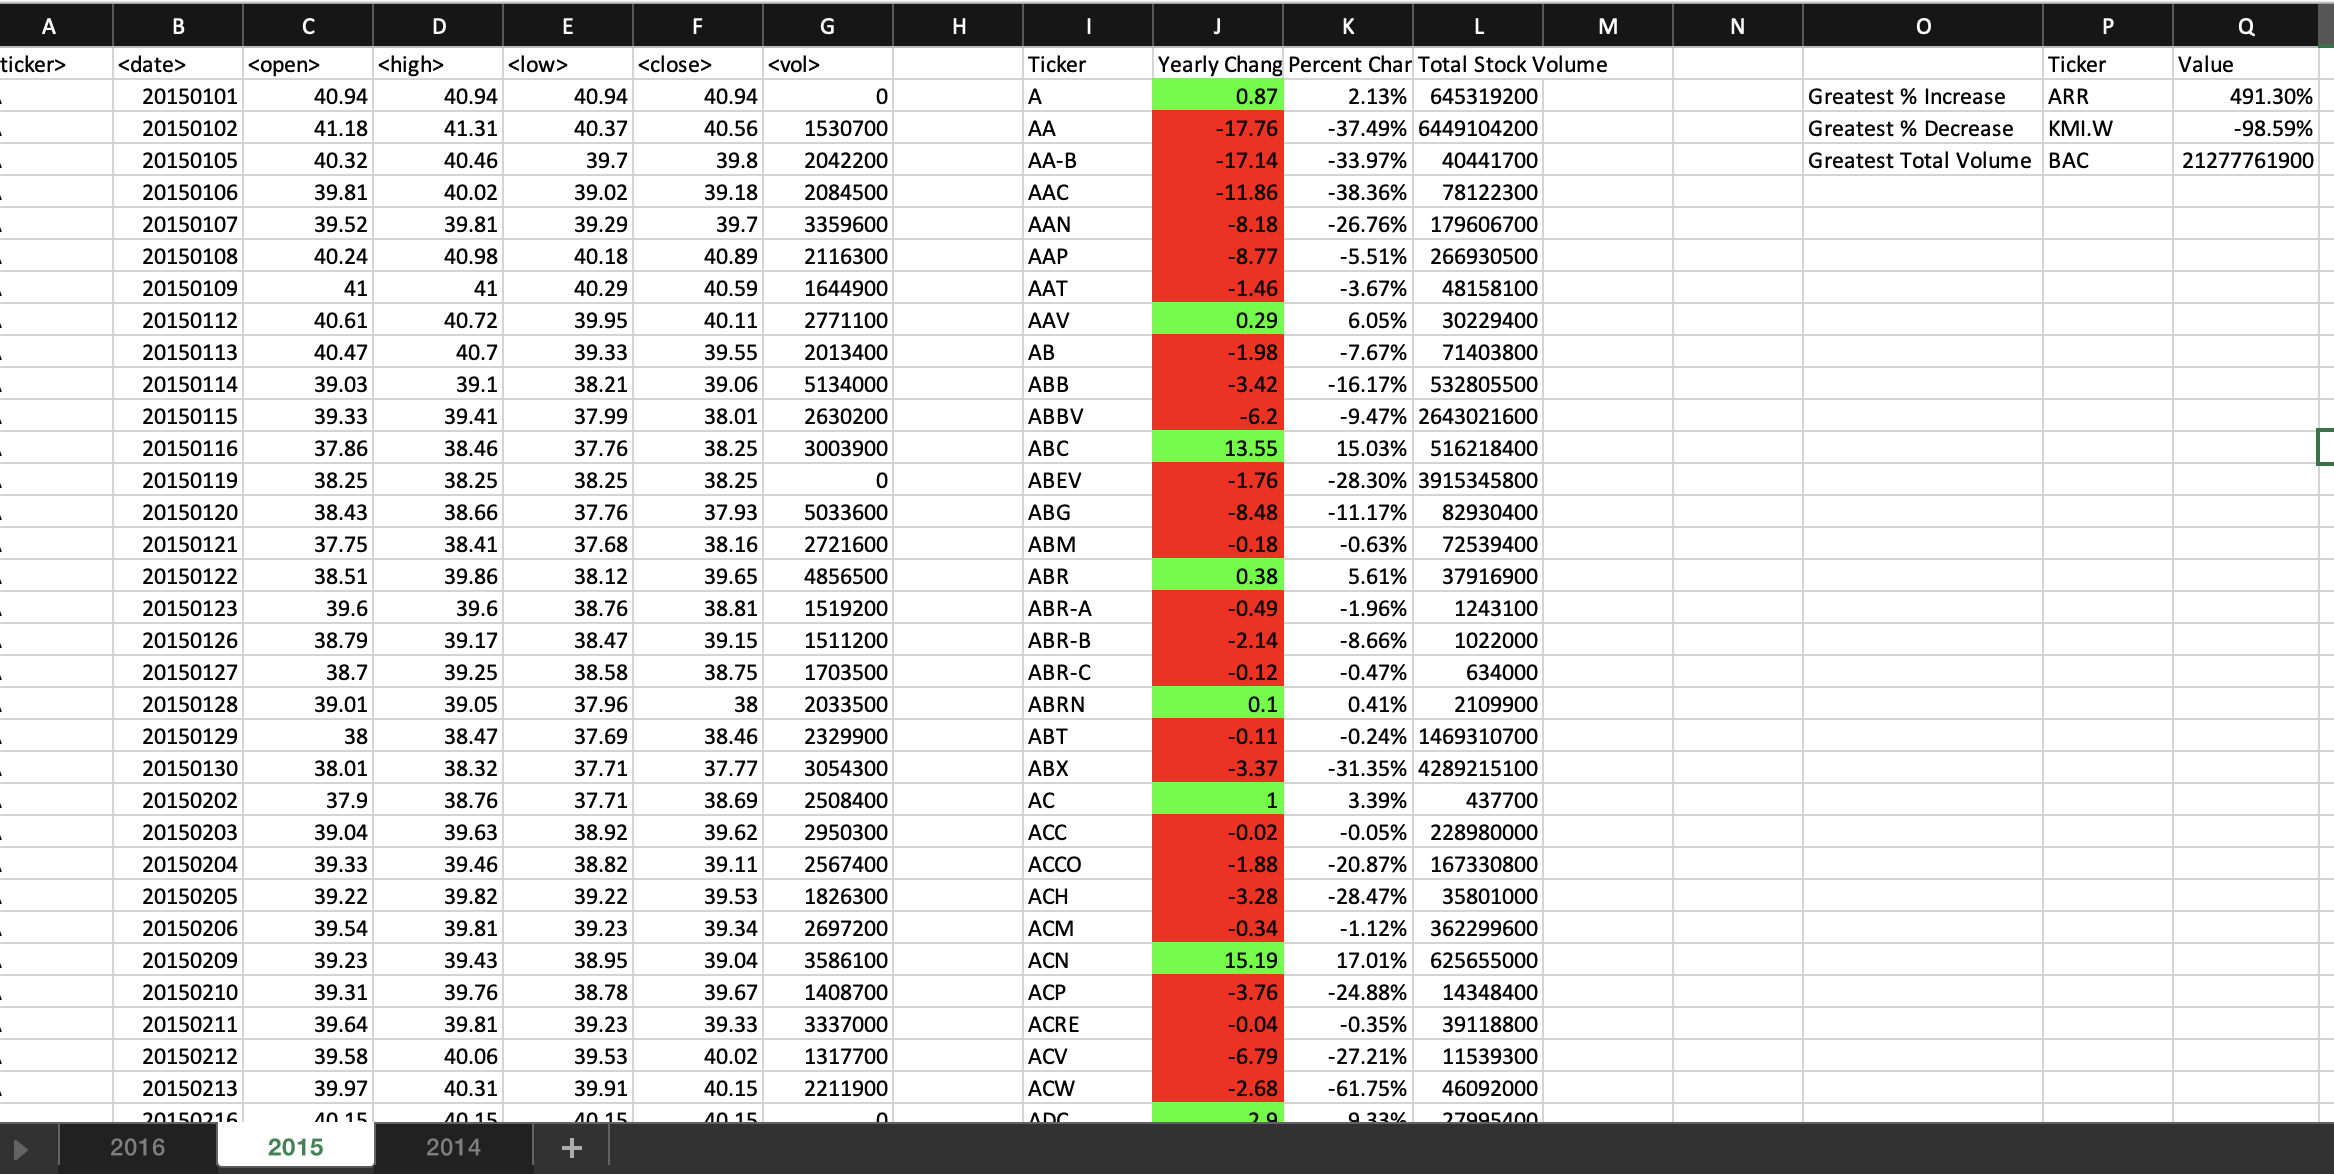 A B C D E F G H I J K L M N O P Q
ticker> <date> <open> <high> <low> <close> <vol> Ticker Yearly Chang Percent Char Total Stock Volume Ticker Value
20150101 40.94 40.94 40.94 40.94 0 A 0.87 2.13% 645319200 Greatest % Increase ARR 491.30%
20150102 41.18 41.31 40.37 40.56 1530700 AA -17.76 -37.49% 6449104200 Greatest % Decrease KMI.W -98.59%
20150105 40.32 40.46 39.7 39.8 2042200 AA-B -17.14 -33.97% 40441700 Greatest Total Volume BAC 21277761900
20150106 39.81 40.02 39.02 39.18 2084500 AAC -11.86 -38.36% 78122300
20150107 39.52 39.81 39.29 39.7 3359600 AAN -8.18 -26.76% 179606700
20150108 40.24 40.98 40.18 40.89 2116300 AAP -8.77 -5.51% 266930500
20150109 41 41 40.29 40.59 1644900 AAT -1.46 -3.67% 48158100
20150112 40.61 40.72 39.95 40.11 2771100 AAV 0.29 6.05% 30229400
20150113 40.47 40.7 39.33 39.55 2013400 AB -1.98 -7.67% 71403800
20150114 39.03 39.1 38.21 39.06 5134000 ABB -3.42 -16.17% 532805500
20150115 39.33 39.41 37.99 38.01 2630200 ABBV -6.2 -9.47% 2643021600
20150116 37.86 38.46 37.76 38.25 3003900 ABC 13.55 15.03% 516218400
20150119 38.25 38.25 38.25 38.25 0 ABEV -1.76 -28.30% 3915345800
20150120 38.43 38.66 37.76 37.93 5033600 ABG -8.48 -11.17% 82930400
20150121 37.75 38.41 37.68 38.16 2721600 ABM -0.18 -0.63% 72539400
20150122 38.51 39.86 38.12 39.65 4856500 ABR 0.38 5.61% 37916900
20150123 39.6 39.6 38.76 38.81 1519200 ABR-A -0.49 -1.96% 1243100
20150126 38.79 39.17 38.47 39.15 1511200 ABR-B -2.14 -8.66% 1022000
20150127 38.7 39.25 38.58 38.75 1703500 ABR-C -0.12 -0.47% 634000
20150128 39.01 39.05 37.96 38 2033500 ABRN 0.1 0.41% 2109900
20150129 38 38.47 37.69 38.46 2329900 ABT -0.11 -0.24% 1469310700
20150130 38.01 38.32 37.71 37.77 3054300 ABX -3.37 -31.35% 4289215100
20150202 37.9 38.76 37.71 38.69 2508400 AC 1 3.39% 437700
20150203 39.04 39.63 38.92 39.62 2950300 ACC -0.02 -0.05% 228980000
20150204 39.33 39.46 38.82 39.11 2567400 ACCO -1.88 -20.87% 167330800
20150205 39.22 39.82 39.22 39.53 1826300 ACH -3.28 -28.47% 35801000
20150206 39.54 39.81 39.23 39.34 2697200 ACM -0.34 -1.12% 362299600
20150209 39.23 39.43 38.95 39.04 3586100 ACN 15.19 17.01% 625655000
20150210 39.31 39.76 38.78 39.67 1408700 ACP -3.76 -24.88% 14348400
20150211 39.64 39.81 39.23 39.33 3337000 ACRE -0.04 -0.35% 39118800
20150212 39.58 40.06 39.53 40.02 1317700 ACV -6.79 -27.21% 11539300
20150213 39.97 40.31 39.91 40.15 2211900 ACW -2.68 -61.75% 46092000
20150216 40.15 40.15 40.15 40.15 0 ADC 2.9 9.33% 27995400
2016 2015 2014 +